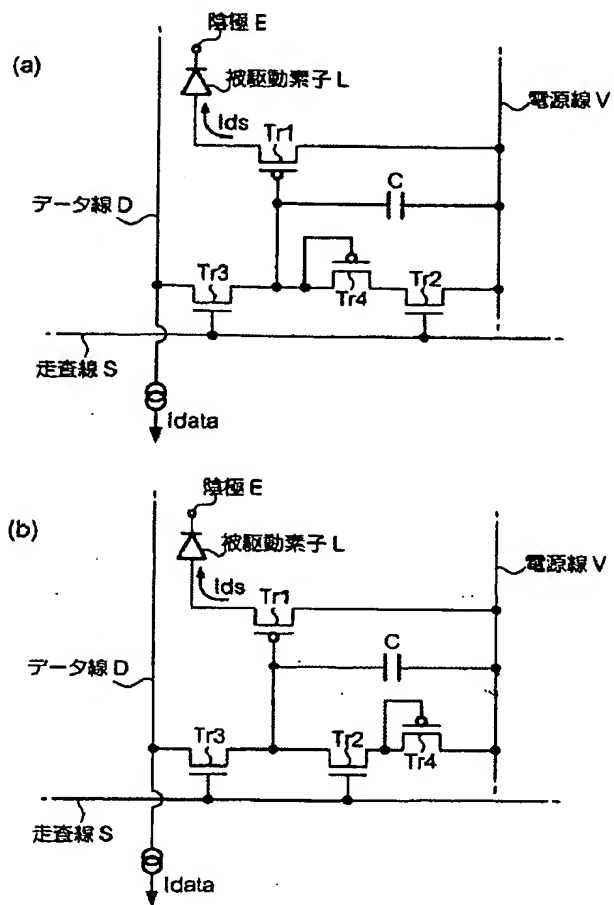 (a)
陰極 E
被駆動素子 L
電源線 V
Ids
Tr1
C
データ線 D
Tr3
Tr4
Tr2
走査線 S
Idata
(b)
陰極 E
被駆動素子 L
電源線 V
Ids
Tr1
C
データ線 D
Tr3
Tr2
Tr4
走査線 S
Idata